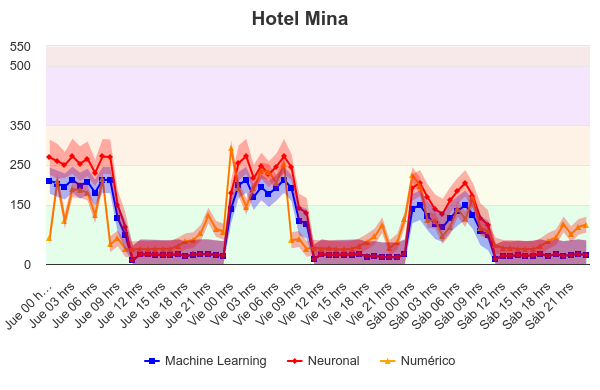 Hotel Mina
550
500
350
250
150
0
Jue 00 h…
Jue 03 hrs
Jue 06 hrs
Jue 09 hrs
Jue 12 hrs
Jue 15 hrs
Jue 18 hrs
Jue 21 hrs
Vie 00 hrs
Vie 03 hrs
Vie 06 hrs
Vie 09 hrs
Vie 12 hrs
Vie 15 hrs
Vie 18 hrs
Vie 21 hrs
Sáb 00 hrs
Sáb 03 hrs
Sáb 06 hrs
Sáb 09 hrs
Sáb 12 hrs
Sáb 15 hrs
Sáb 18 hrs
Sáb 21 hrs
Machine Learning Neuronal Numérico